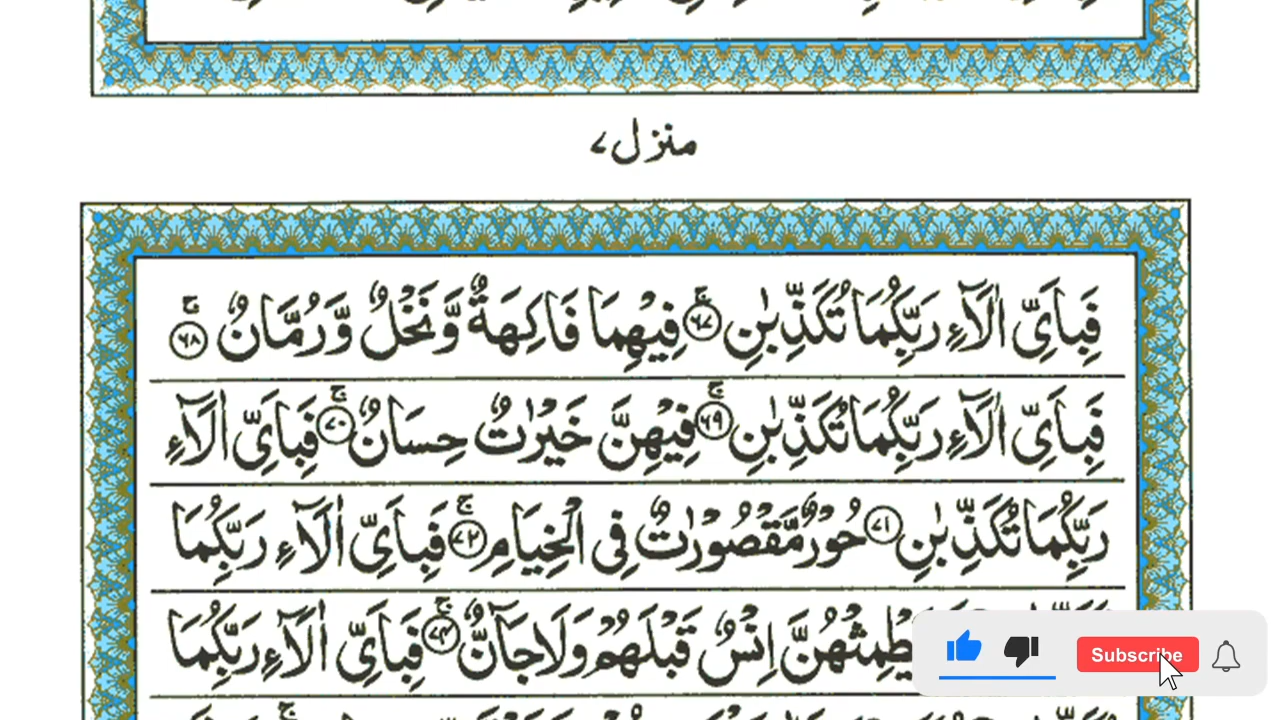 منزل ٧
فَبِاَىِّ اٰلَآءِ رَبِّكُمَا تُكَذِّبٰنِ ۚ﴿٦٧﴾ فِيْهِمَا فَاكِهَةٌ وَّنَخْلٌ وَّرُمَّانٌ ۚ﴿٦٨﴾
فَبِاَىِّ اٰلَآءِ رَبِّكُمَا تُكَذِّبٰنِ ۚ﴿٦٩﴾ فِيْهِنَّ خَيْرٰتٌ حِسَانٌ ۚ﴿٧٠﴾ فَبِاَىِّ اٰلَآءِ
رَبِّكُمَا تُكَذِّبٰنِ ﴿٧١﴾ حُوْرٌ مَّقْصُوْرٰتٌ فِى الْخِيَامِ ۚ﴿٧٢﴾ فَبِاَىِّ اٰلَآءِ رَبِّكُمَا
يَطْمِثْهُنَّ اِنْسٌ قَبْلَهُمْ وَلَا جَآنٌّ ۚ﴿٧٤﴾ فَبِاَىِّ اٰلَآءِ رَبِّكُمَا
Subscribe